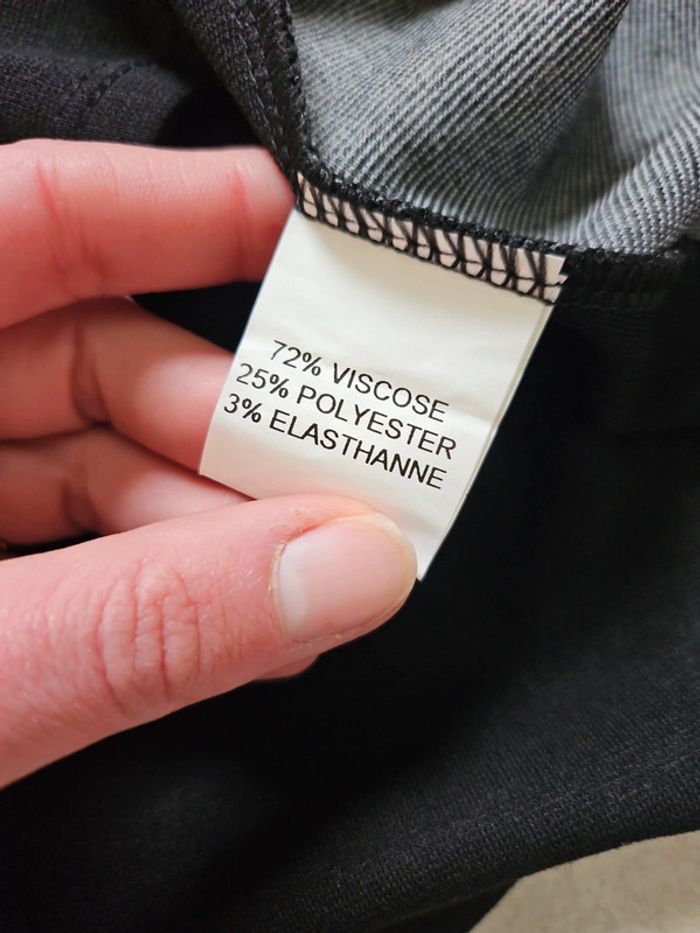 72% VISCOSE
25% POLYESTER
3% ELASTHANNE